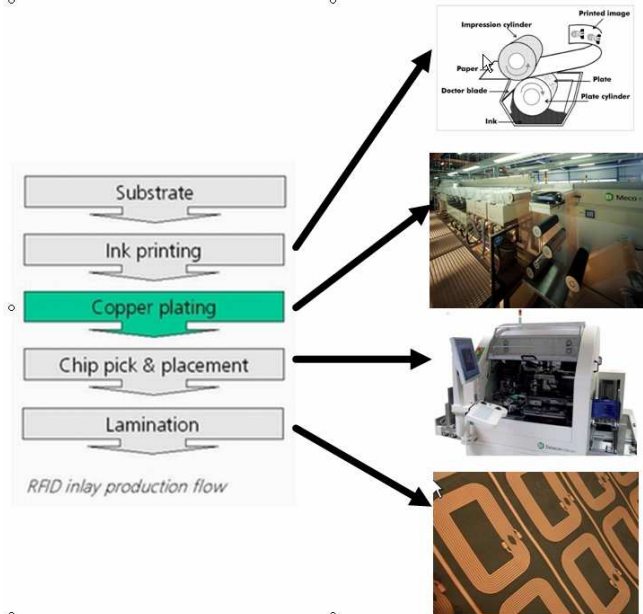 Substrate
Ink printing
Copper plating
Chip pick & placement
Lamination
RFID inlay production flow
Printed image
Impression cylinder
Paper
Plate
Doctor blade
Plate cylinder
Ink
Meco